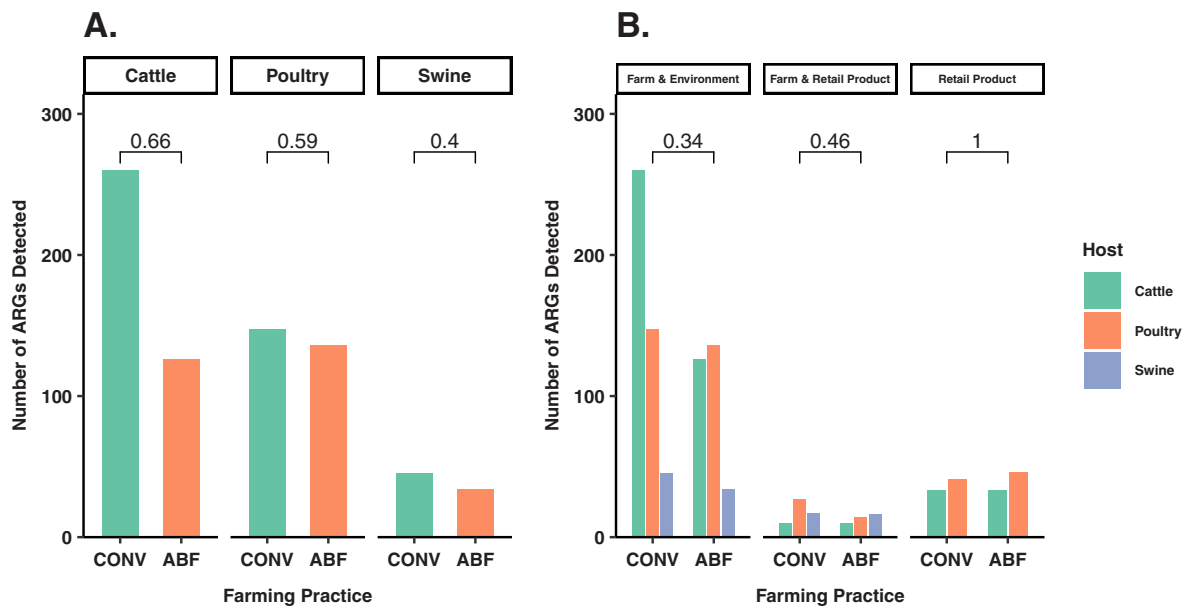 A.
Cattle
Poultry
Swine
Number of ARGs Detected
300
200
100
0
0.66
0.59
0.4
CONV ABF
CONV ABF
CONV ABF
Farming Practice
B.
Farm & Environment
Farm & Retail Product
Retail Product
Number of ARGs Detected
300
200
100
0
0.34
0.46
1
CONV ABF
CONV ABF
CONV ABF
Farming Practice
Host
Cattle
Poultry
Swine